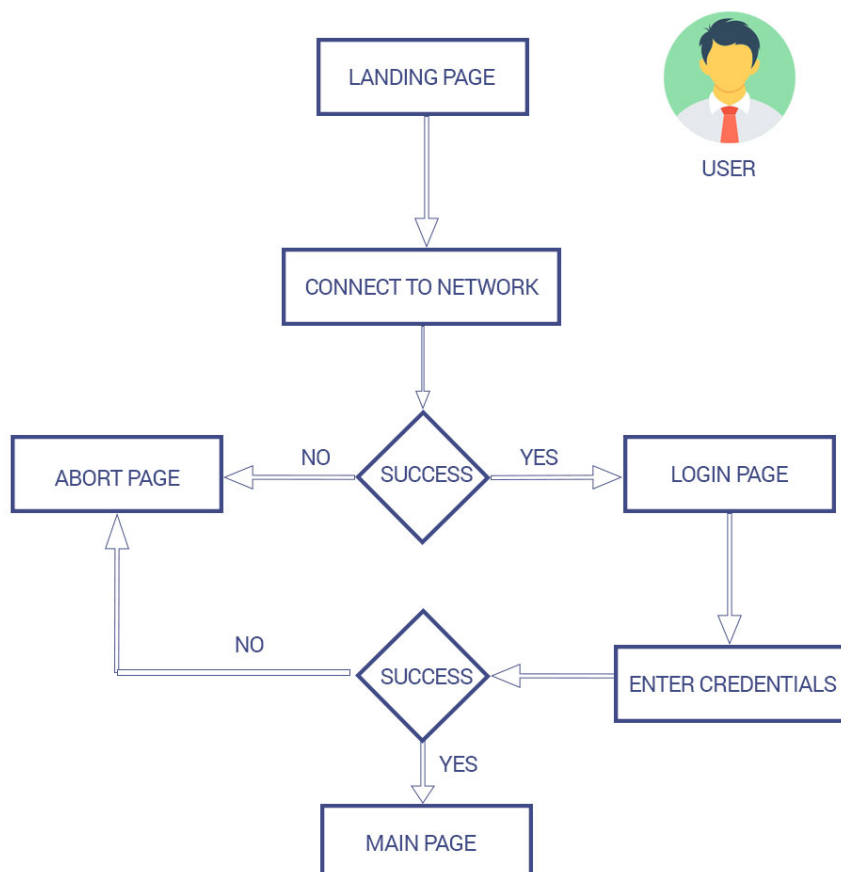 LANDING PAGE
USER
CONNECT TO NETWORK
ABORT PAGE
NO
SUCCESS
YES
LOGIN PAGE
NO
SUCCESS
ENTER CREDENTIALS
YES
MAIN PAGE